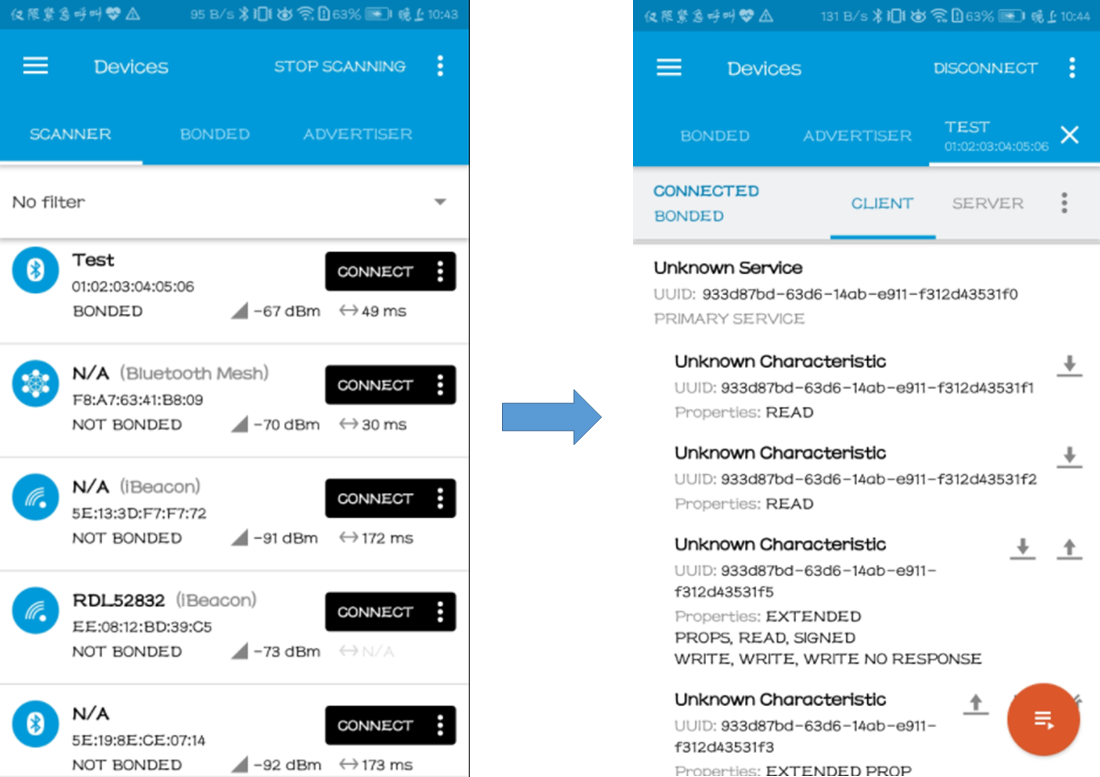 仅限紧急呼叫 95 B/s 63% 晚上 10:43
Devices STOP SCANNING
SCANNER BONDED ADVERTISER
No filter
Test
CONNECT
01:02:03:04:05:06
BONDED -67 dBm 49 ms
N/A (Bluetooth Mesh)
CONNECT
F8:A7:63:41:B8:09
NOT BONDED -70 dBm 30 ms
N/A (iBeacon)
CONNECT
5E:13:3D:F7:F7:72
NOT BONDED -91 dBm 172 ms
RDL52832 (iBeacon)
CONNECT
EE:08:12:BD:39:C5
NOT BONDED -73 dBm N/A
N/A
CONNECT
5E:19:8E:CE:07:14
NOT BONDED -92 dBm 173 ms
仅限紧急呼叫 131 B/s 63% 晚上 10:44
Devices DISCONNECT
BONDED ADVERTISER TEST
01:02:03:04:05:06
CONNECTED
BONDED
CLIENT SERVER
Unknown Service
UUID: 933d87bd-63d6-14ab-e911-f312d43531f0
PRIMARY SERVICE
Unknown Characteristic
UUID: 933d87bd-63d6-14ab-e911-f312d43531f1
Properties: READ
Unknown Characteristic
UUID: 933d87bd-63d6-14ab-e911-f312d43531f2
Properties: READ
Unknown Characteristic
UUID: 933d87bd-63d6-14ab-e911-
f312d43531f5
Properties: EXTENDED
PROPS, READ, SIGNED
WRITE, WRITE, WRITE NO RESPONSE
Unknown Characteristic
UUID: 933d87bd-63d6-14ab-e911-
f312d43531f3
Properties: EXTENDED PROP